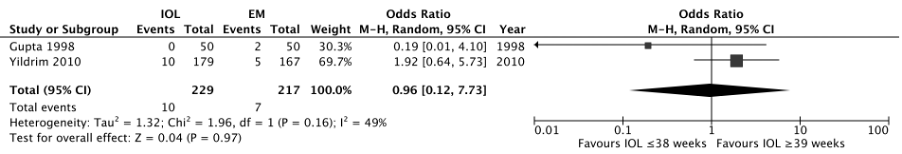 IOL EM Odds Ratio Odds Ratio
Study or Subgroup Events Total Events Total Weight M-H, Random, 95% CI Year M-H, Random, 95% CI
Gupta 1998 0 50 2 50 30.3% 0.19 [0.01, 4.10] 1998
Yildrim 2010 10 179 5 167 69.7% 1.92 [0.64, 5.73] 2010
Total (95% CI) 229 217 100.0% 0.96 [0.12, 7.73]
Total events 10 7
Heterogeneity: Tau² = 1.32; Chi² = 1.96, df = 1 (P = 0.16); I² = 49%
Test for overall effect: Z = 0.04 (P = 0.97)
0.01 0.1 1 10 100
Favours IOL ≤38 weeks Favours IOL ≥39 weeks